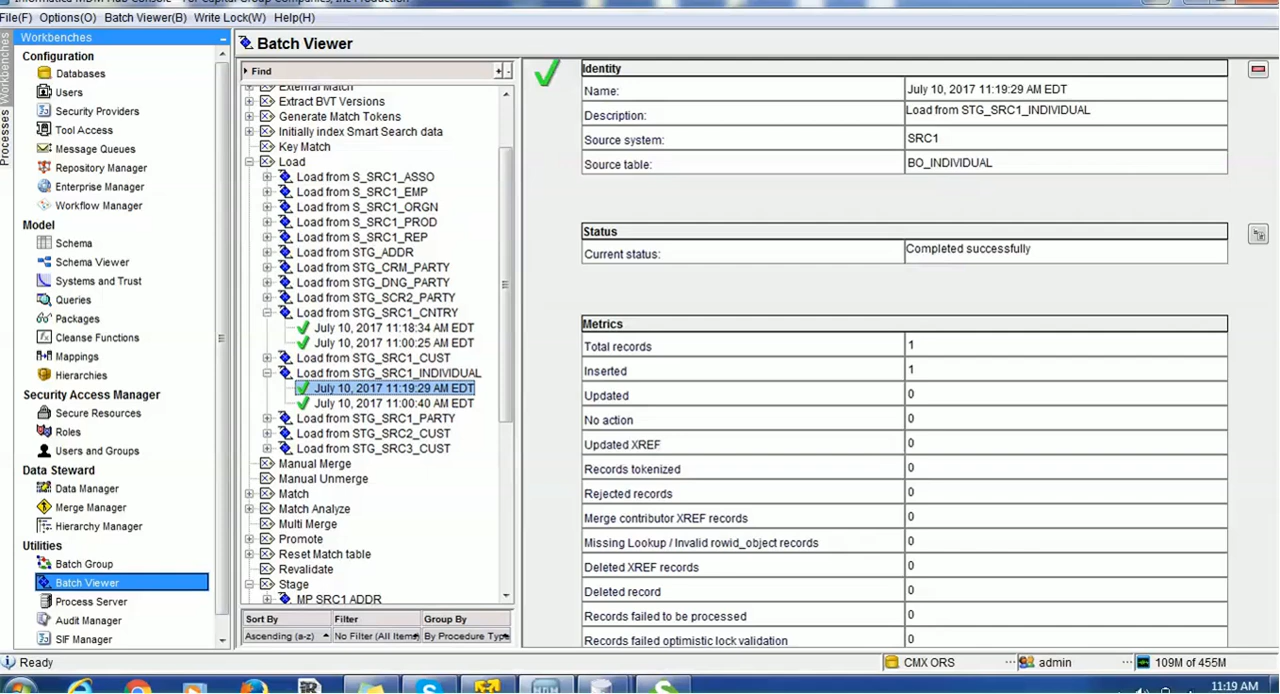 Informatica MDM Hub Console - For Capital Group Companies, Inc Production
File(F) Options(O) Batch Viewer(B) Write Lock(W) Help(H)
Workbenches
Processes
Workbenches
Configuration
Databases
Users
Security Providers
Tool Access
Message Queues
Repository Manager
Enterprise Manager
Workflow Manager
Model
Schema
Schema Viewer
Systems and Trust
Queries
Packages
Cleanse Functions
Mappings
Hierarchies
Security Access Manager
Secure Resources
Roles
Users and Groups
Data Steward
Data Manager
Merge Manager
Hierarchy Manager
Utilities
Batch Group
Batch Viewer
Process Server
Audit Manager
SIF Manager
Batch Viewer
Find
External Match
Extract BVT Versions
Generate Match Tokens
Initially index Smart Search data
Key Match
Load
Load from S_SRC1_ASSO
Load from S_SRC1_EMP
Load from S_SRC1_ORGN
Load from S_SRC1_PROD
Load from S_SRC1_REP
Load from STG_ADDR
Load from STG_CRM_PARTY
Load from STG_DNG_PARTY
Load from STG_SCR2_PARTY
Load from STG_SRC1_CNTRY
July 10, 2017 11:18:34 AM EDT
July 10, 2017 11:00:25 AM EDT
Load from STG_SRC1_CUST
Load from STG_SRC1_INDIVIDUAL
July 10, 2017 11:19:29 AM EDT
July 10, 2017 11:00:40 AM EDT
Load from STG_SRC1_PARTY
Load from STG_SRC2_CUST
Load from STG_SRC3_CUST
Manual Merge
Manual Unmerge
Match
Match Analyze
Multi Merge
Promote
Reset Match table
Revalidate
Stage
MP SRC1 ADDR
Sort By Filter Group By
Ascending (a-z) No Filter (All Items) By Procedure Type
Identity
Name: July 10, 2017 11:19:29 AM EDT
Description: Load from STG_SRC1_INDIVIDUAL
Source system: SRC1
Source table: BO_INDIVIDUAL
Status
Current status: Completed successfully
Metrics
Total records 1
Inserted 1
Updated 0
No action 0
Updated XREF 0
Records tokenized 0
Rejected records 0
Merge contributor XREF records 0
Missing Lookup / Invalid rowid_object records 0
Deleted XREF records 0
Deleted record 0
Records failed to be processed 0
Records failed optimistic lock validation 0
Ready CMX ORS ... admin ... 109M of 455M
11:19 AM